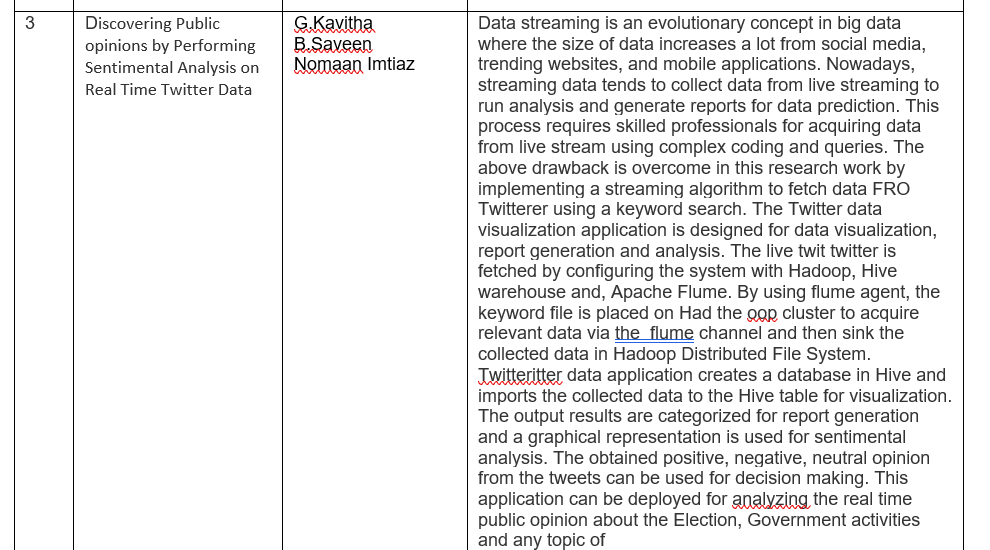 3
Discovering Public
opinions by Performing
Sentimental Analysis on
Real Time Twitter Data
G.Kavitha
B.Saveen
Nomaan Imtiaz
Data streaming is an evolutionary concept in big data
where the size of data increases a lot from social media,
trending websites, and mobile applications. Nowadays,
streaming data tends to collect data from live streaming to
run analysis and generate reports for data prediction. This
process requires skilled professionals for acquiring data
from live stream using complex coding and queries. The
above drawback is overcome in this research work by
implementing a streaming algorithm to fetch data FRO
Twitterer using a keyword search. The Twitter data
visualization application is designed for data visualization,
report generation and analysis. The live twit twitter is
fetched by configuring the system with Hadoop, Hive
warehouse and, Apache Flume. By using flume agent, the
keyword file is placed on Had the oop cluster to acquire
relevant data via the  flume channel and then sink the
collected data in Hadoop Distributed File System.
Twitteritter data application creates a database in Hive and
imports the collected data to the Hive table for visualization.
The output results are categorized for report generation
and a graphical representation is used for sentimental
analysis. The obtained positive, negative, neutral opinion
from the tweets can be used for decision making. This
application can be deployed for analyzing the real time
public opinion about the Election, Government activities
and any topic of